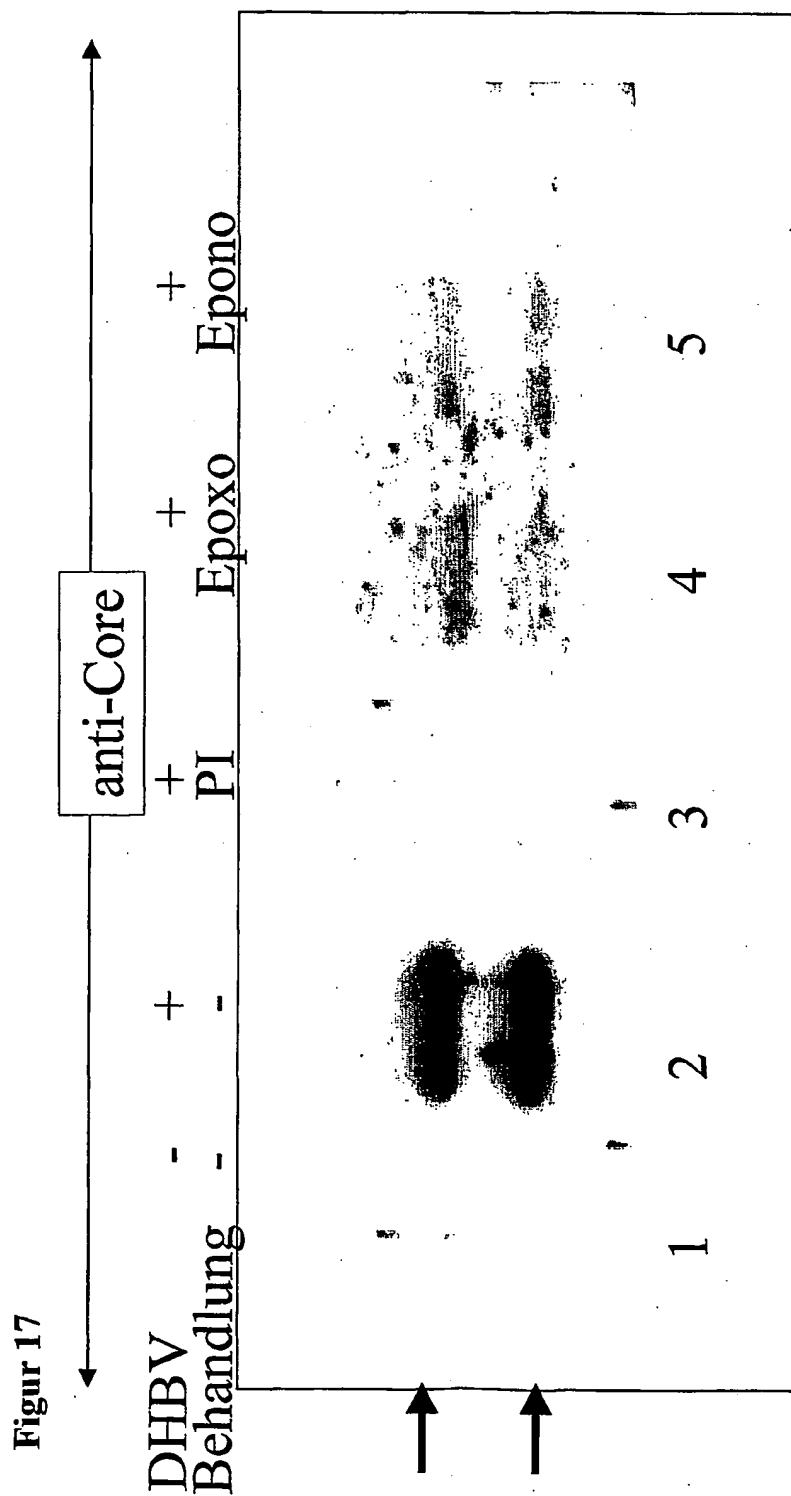 Figur 17
anti-Core
DHBV - + + + +
Behandlung - - PI Epoxo Epono
1 2 3 4 5